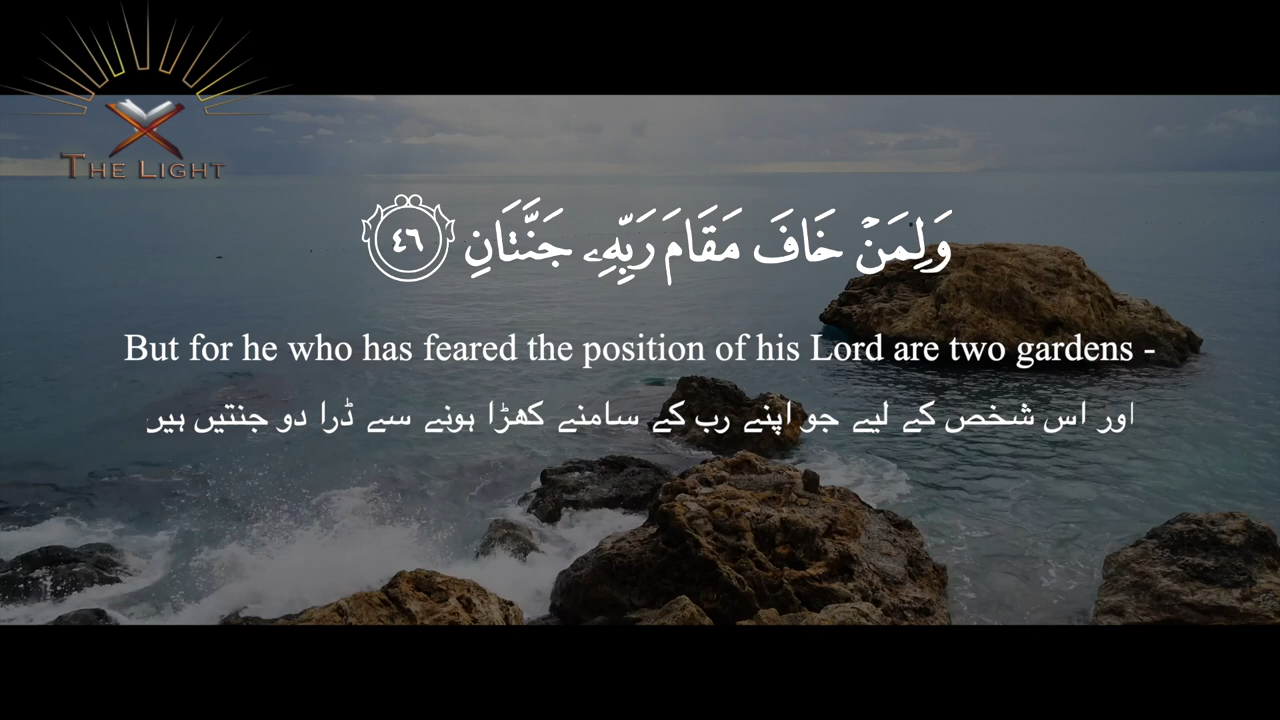 THE LIGHT
وَلِمَنْ خَافَ مَقَامَ رَبِّهِۦ جَنَّتَانِ ٤٦
But for he who has feared the position of his Lord are two gardens -
اور اس شخص کے لیے جو اپنے رب کے سامنے کھڑا ہونے سے ڈرا دو جنتیں ہیں